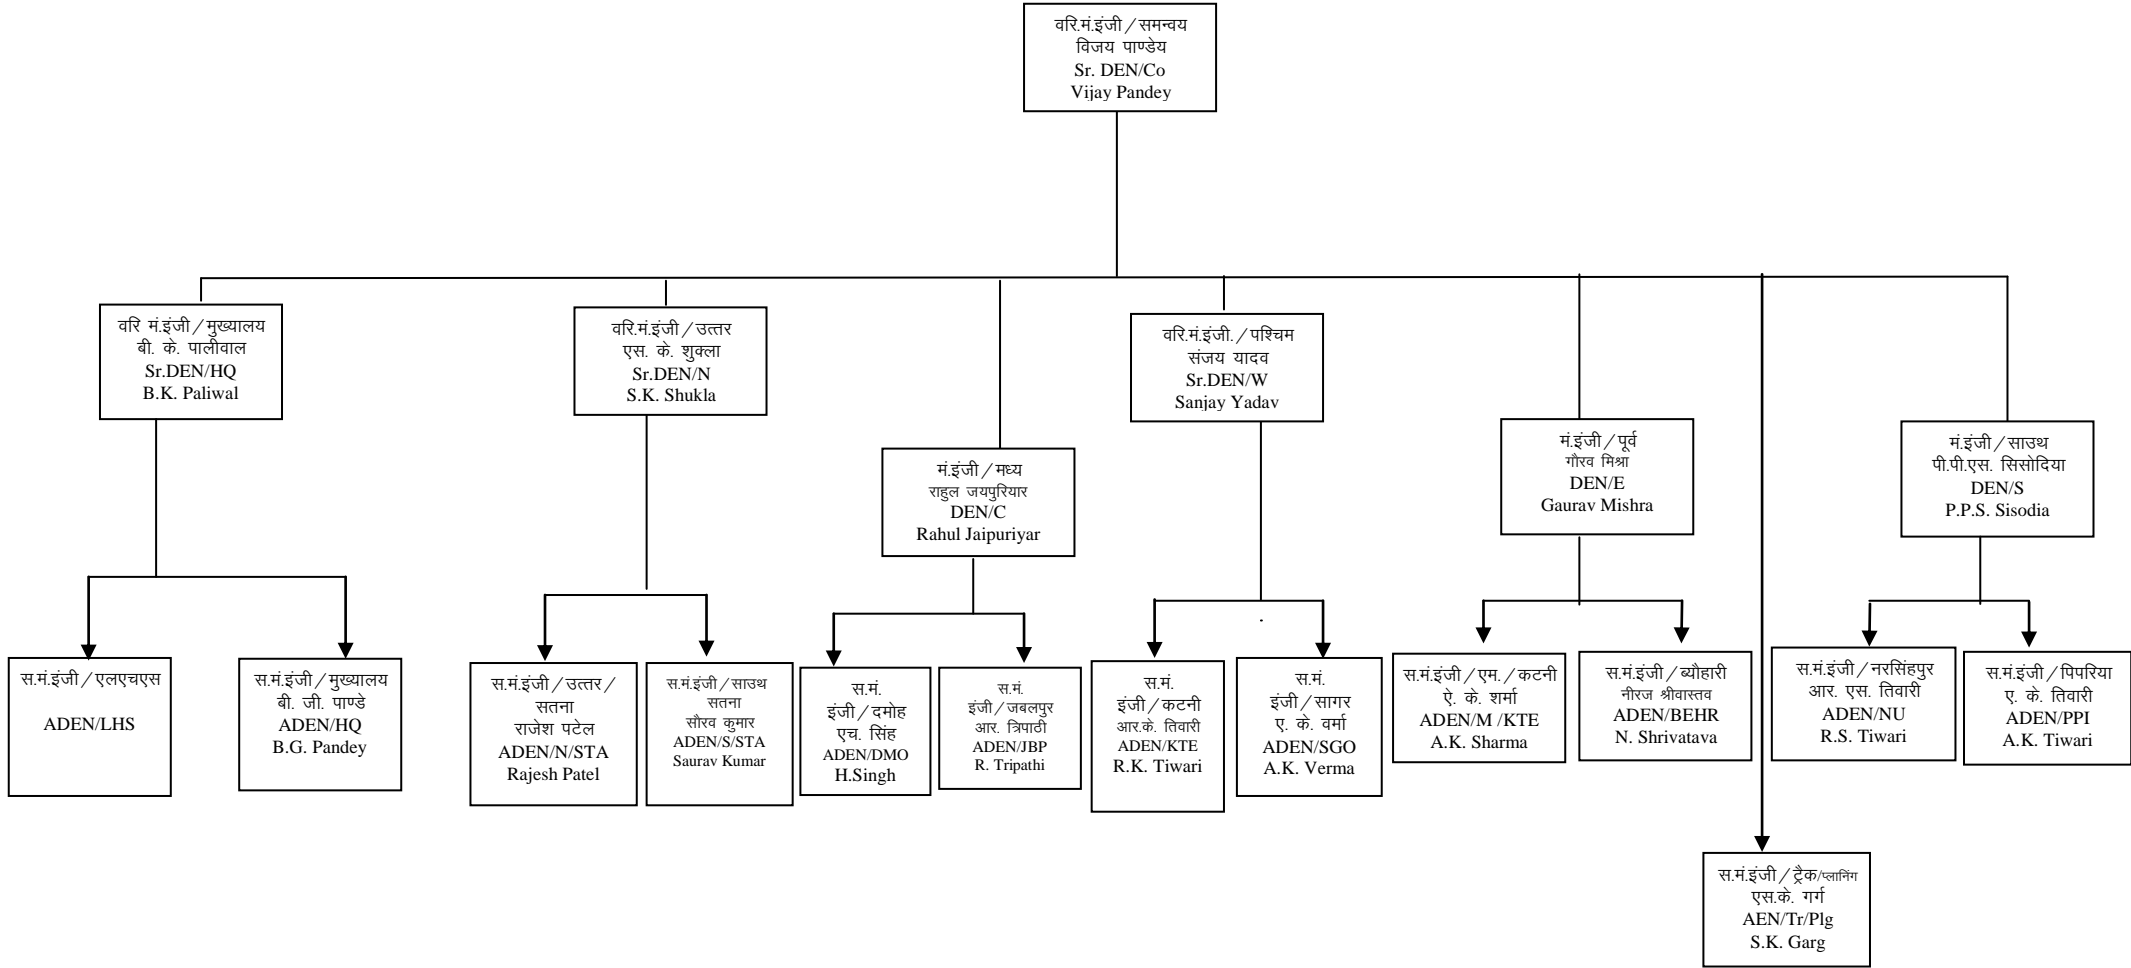 वरि.मं.इंजी/समन्वय
विजय पाण्डेय
Sr. DEN/Co
Vijay Pandey
वरि मं.इंजी/मुख्यालय
बी. के. पालीवाल
Sr.DEN/HQ
B.K. Paliwal
वरि.मं.इंजी/उत्तर
एस. के. शुक्ला
Sr.DEN/N
S.K. Shukla
मं.इंजी/मध्य
राहुल जयपुरियार
DEN/C
Rahul Jaipuriyar
वरि.मं.इंजी./पश्चिम
संजय यादव
Sr.DEN/W
Sanjay Yadav
मं.इंजी/पूर्व
गौरव मिश्रा
DEN/E
Gaurav Mishra
मं.इंजी/साउथ
पी.पी.एस. सिसोदिया
DEN/S
P.P.S. Sisodia
स.मं.इंजी/एलएचएस
ADEN/LHS
स.मं.इंजी/मुख्यालय
बी. जी. पाण्डे
ADEN/HQ
B.G. Pandey
स.मं.इंजी/उत्तर/
सतना
राजेश पटेल
ADEN/N/STA
Rajesh Patel
स.मं.इंजी/साउथ
सतना
सौरव कुमार
ADEN/S/STA
Saurav Kumar
स.मं.
इंजी/दमोह
एच. सिंह
ADEN/DMO
H.Singh
स.मं.
इंजी/जबलपुर
आर. त्रिपाठी
ADEN/JBP
R. Tripathi
स.मं.
इंजी/कटनी
आर.के. तिवारी
ADEN/KTE
R.K. Tiwari
स.मं.
इंजी/सागर
ए. के. वर्मा
ADEN/SGO
A.K. Verma
स.मं.इंजी/एम./कटनी
ऐ. के. शर्मा
ADEN/M /KTE
A.K. Sharma
स.मं.इंजी/ब्यौहारी
नीरज श्रीवास्तव
ADEN/BEHR
N. Shrivatava
स.मं.इंजी/नरसिंहपुर
आर. एस. तिवारी
ADEN/NU
R.S. Tiwari
स.मं.इंजी/पिपरिया
ए. के. तिवारी
ADEN/PPI
A.K. Tiwari
स.मं.इंजी/ट्रैक/प्लानिंग
एस.के. गर्ग
AEN/Tr/Plg
S.K. Garg